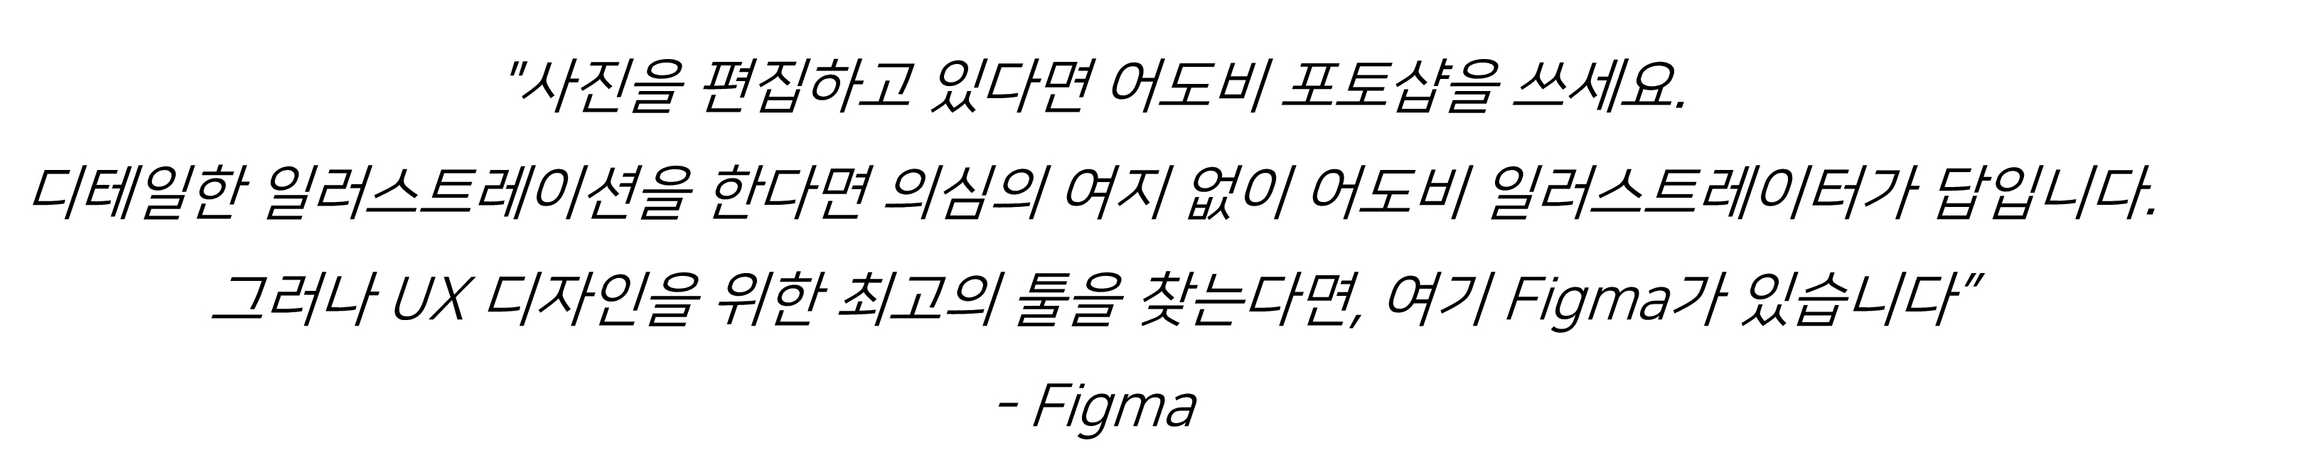 "사진을 편집하고 있다면 어도비 포토샵을 쓰세요.
디테일한 일러스트레이션을 한다면 의심의 여지 없이 어도비 일러스트레이터가 답입니다.
그러나 UX 디자인을 위한 최고의 툴을 찾는다면, 여기 Figma가 있습니다”
- Figma